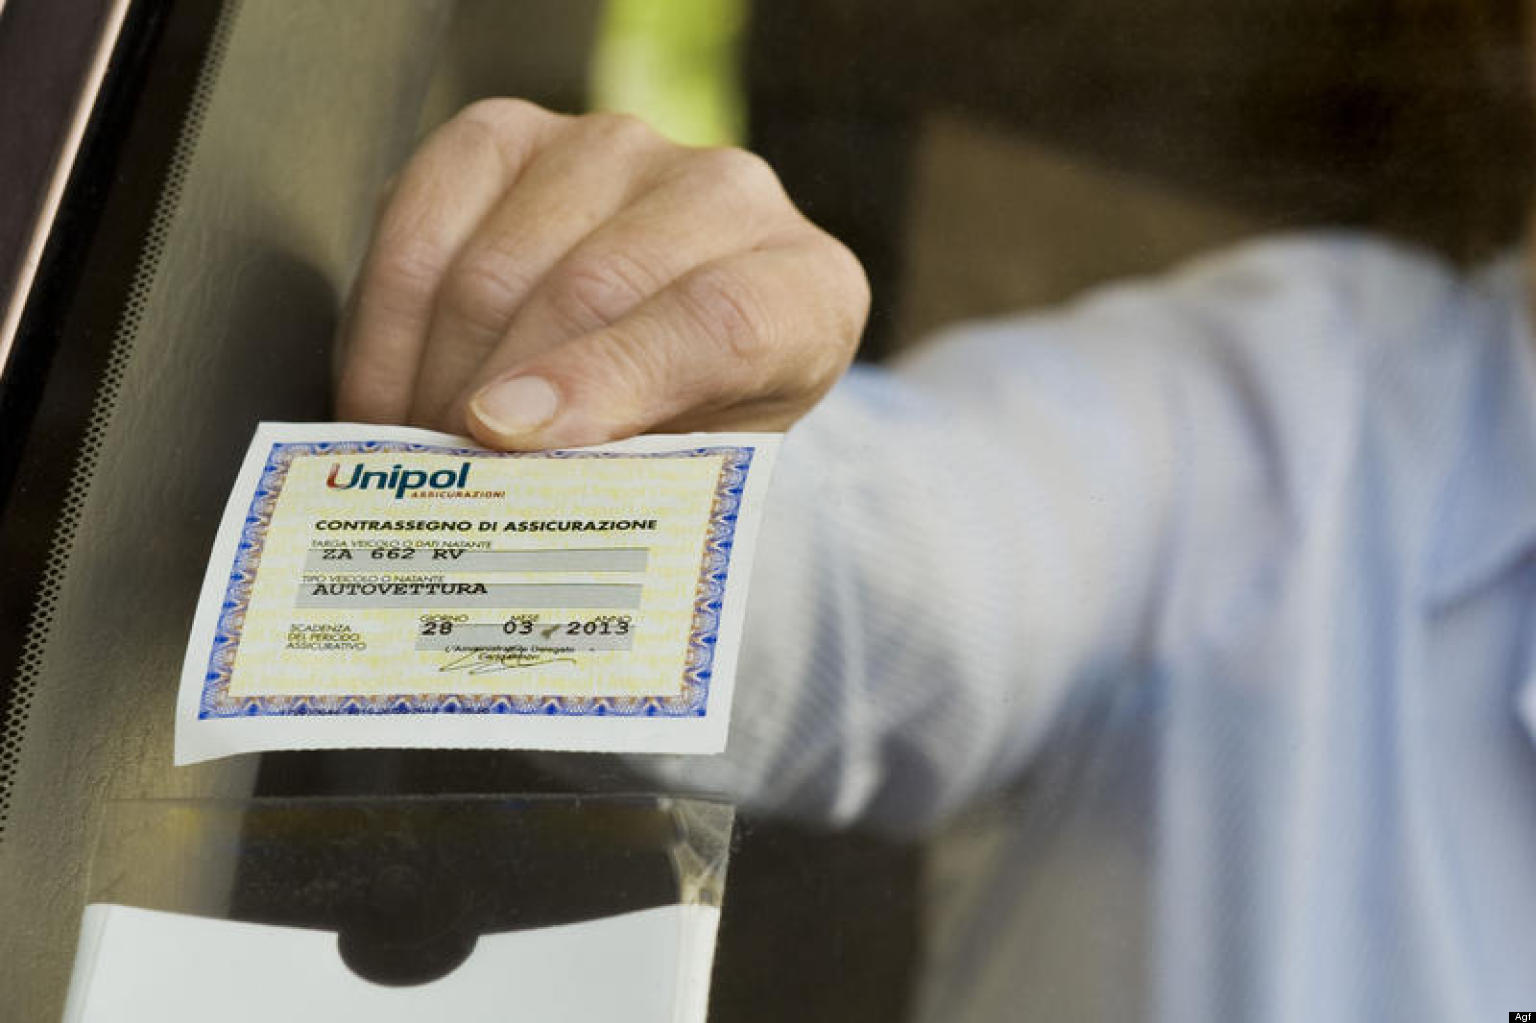 Unipol
ASSICURAZIONI
CONTRASSEGNO DI ASSICURAZIONE
TARGA VEICOLO O DATI NATANTE
ZA 662 RV
TIPO VEICOLO O NATANTE
AUTOVETTURA
GIORNO MESE ANNO
SCADENZA DEL PERIODO ASSICURATIVO
28 03 2013
L'Amministratore Delegato
Agf